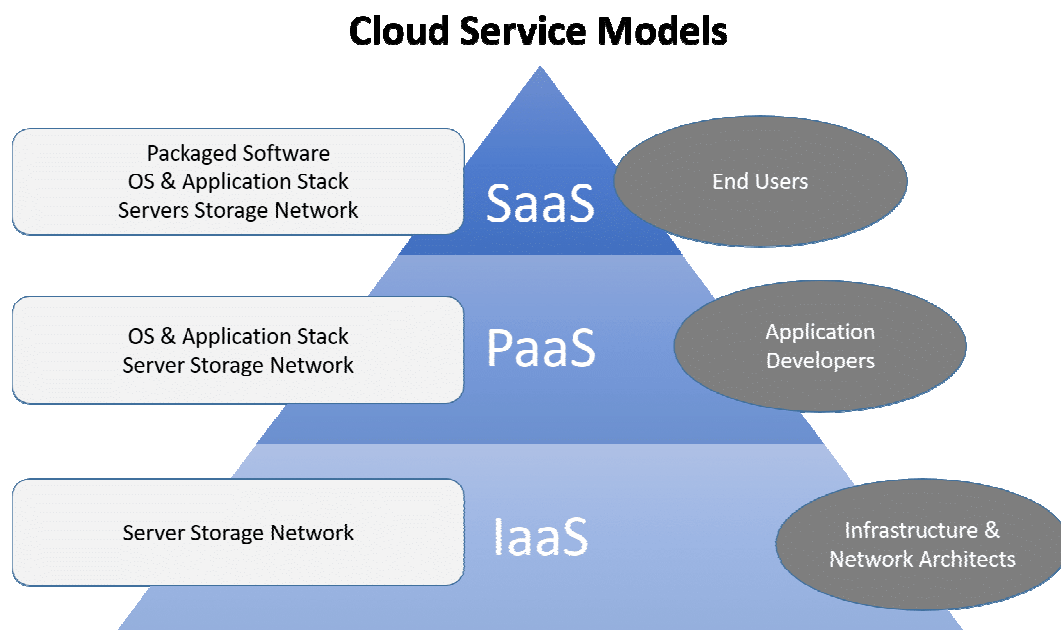 Cloud Service Models
Packaged Software
OS & Application Stack
Servers Storage Network
SaaS
End Users
OS & Application Stack
Server Storage Network
PaaS
Application
Developers
Server Storage Network
IaaS
Infrastructure &
Network Architects